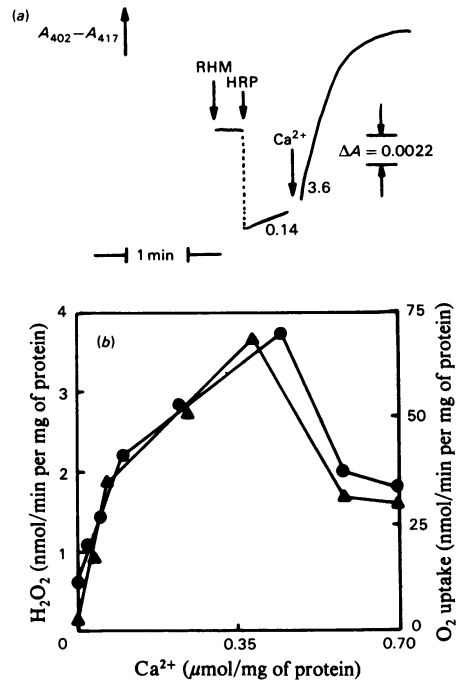 (a)
A402−A417
RHM
HRP
Ca2+
ΔA = 0.0022
3.6
0.14
1 min
(b)
4
3
2
1
0
75
50
25
0
0.35
0.70
H2O2 (nmol/min per mg of protein)
O2 uptake (nmol/min per mg of protein)
Ca2+ (μmol/mg of protein)